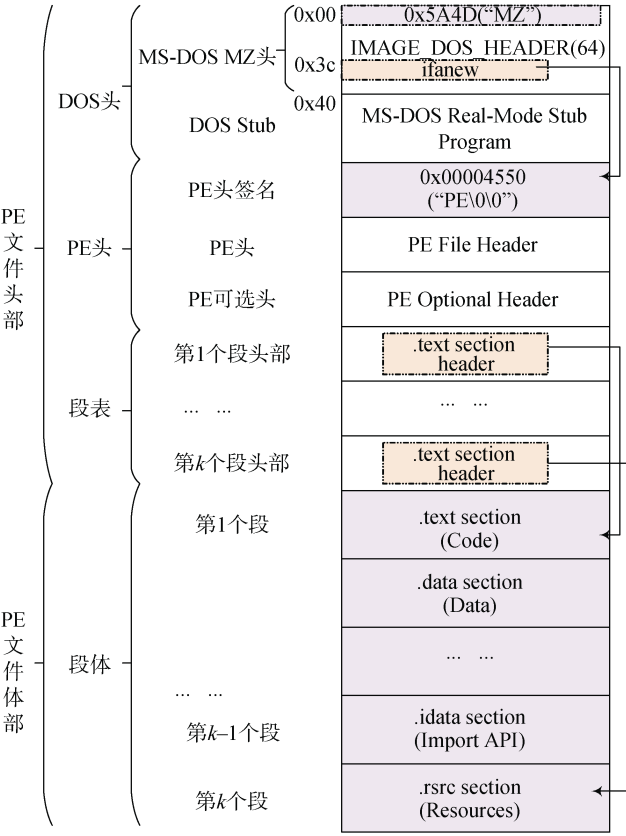 0x00 0x5A4D(“MZ”)
MS-DOS MZ头 IMAGE_DOS_HEADER(64)
0x3c ifanew
DOS头
0x40
DOS Stub MS-DOS Real-Mode Stub
Program
PE头签名 0x00004550
(“PE\0\0”)
PE文件头部
PE头 PE头 PE File Header
PE可选头 PE Optional Header
第1个段头部 .text section
header
段表 ... ... ... ...
第k个段头部 .text section
header
第1个段 .text section
(Code)
.data section
(Data)
PE文件体部
段体 ... ...
... ...
第k–1个段 .idata section
(Import API)
第k个段 .rsrc section
(Resources)